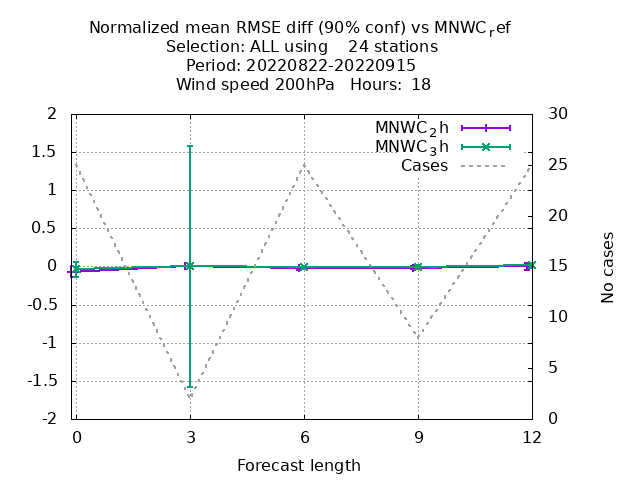 Normalized mean RMSE diff (90% conf) vs MNWC_ref
Selection: ALL using    24 stations
Period: 20220822-20220915
Wind speed 200hPa   Hours:  18
MNWC_2h
MNWC_3h
Cases
2
1.5
1
0.5
0
-0.5
-1
-1.5
-2
30
25
20
15
10
5
0
No cases
0 3 6 9 12
Forecast length